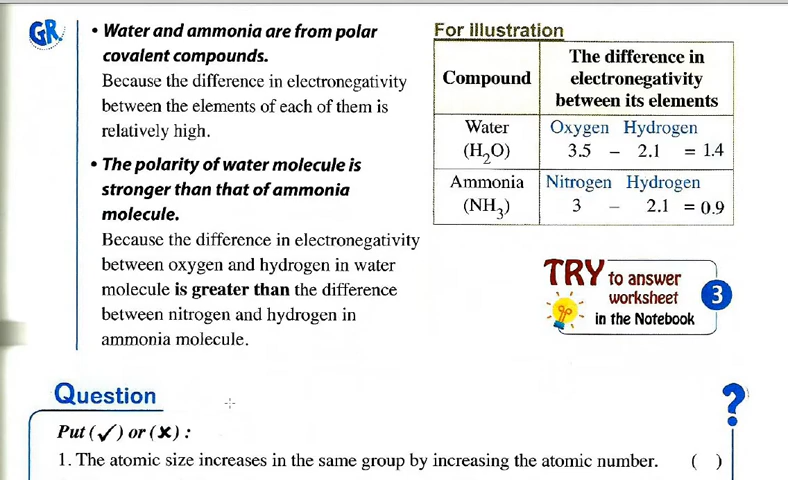 GR.
• Water and ammonia are from polar
covalent compounds.
Because the difference in electronegativity
between the elements of each of them is
relatively high.
• The polarity of water molecule is
stronger than that of ammonia
molecule.
Because the difference in electronegativity
between oxygen and hydrogen in water
molecule is greater than the difference
between nitrogen and hydrogen in
ammonia molecule.
For illustration
Compound
The difference in
electronegativity
between its elements
Water
(H₂O)
Oxygen Hydrogen
3.5 – 2.1 = 1.4
Ammonia
(NH₃)
Nitrogen Hydrogen
3 – 2.1 = 0.9
TRY to answer
worksheet
in the Notebook
3
Question
?
Put (✓) or (✗) :
1. The atomic size increases in the same group by increasing the atomic number. ( )